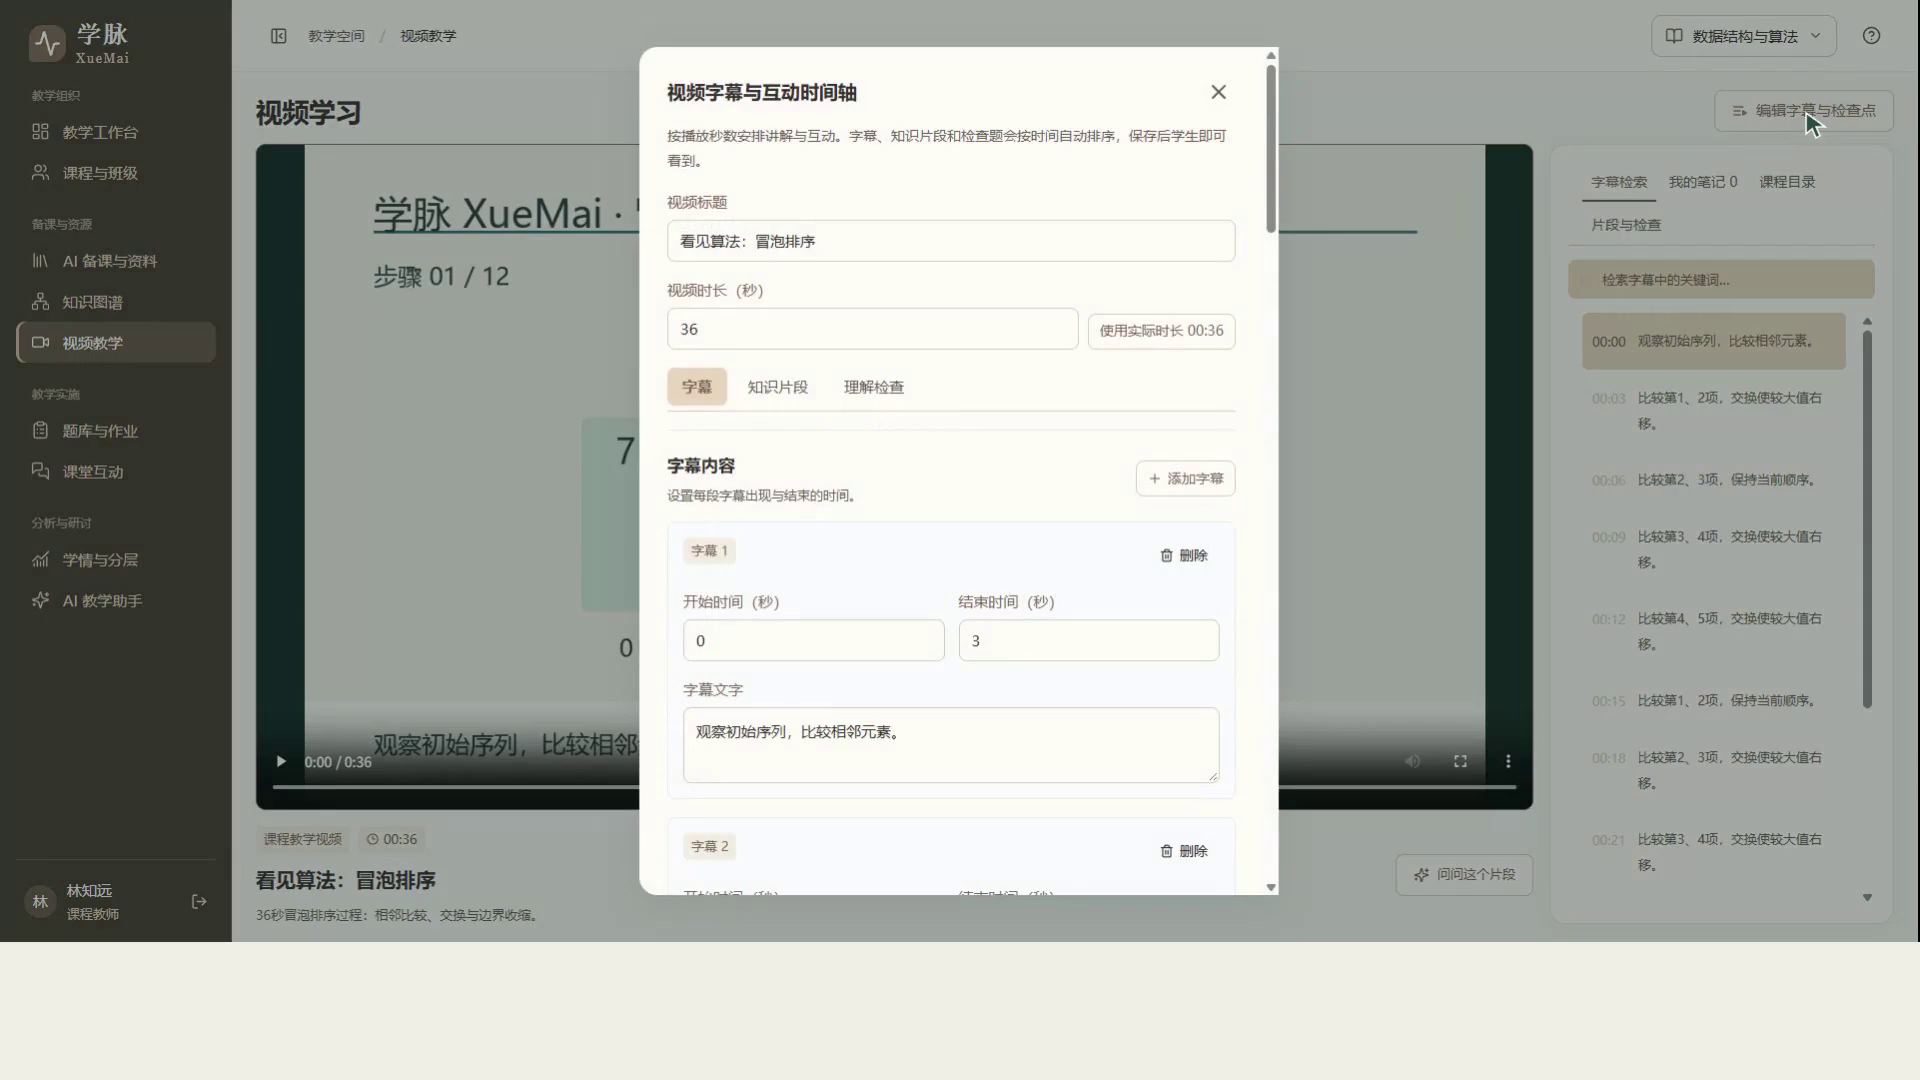 学脉
XueMai
教学组织
教学工作台
课程与班级
备课与资源
AI 备课与资料
知识图谱
视频教学
教学实施
题库与作业
课堂互动
分析与研讨
学情与分层
AI 教学助手
林
林知远
课程教师
教学空间 / 视频教学
数据结构与算法
视频学习
编辑字幕与检查点
学脉 XueMai ·
步骤 01 / 12
7
0
观察初始序列，比较相邻
0:00 / 0:36
课程教学视频
00:36
看见算法：冒泡排序
36秒冒泡排序过程：相邻比较、交换与边界收缩。
问问这个片段
视频字幕与互动时间轴
按播放秒数安排讲解与互动。字幕、知识片段和检查题会按时间自动排序，保存后学生即可
看到。
视频标题
看见算法：冒泡排序
视频时长（秒）
36
使用实际时长 00:36
字幕
知识片段
理解检查
字幕内容
设置每段字幕出现与结束的时间。
+ 添加字幕
字幕 1
删除
开始时间（秒）
结束时间（秒）
0
3
字幕文字
观察初始序列，比较相邻元素。
字幕 2
删除
字幕检索
我的笔记 0
课程目录
片段与检查
检索字幕中的关键词...
00:00 观察初始序列，比较相邻元素。
00:03 比较第1、2项，交换使较大值右
移。
00:06 比较第2、3项，保持当前顺序。
00:09 比较第3、4项，交换使较大值右
移。
00:12 比较第4、5项，交换使较大值右
移。
00:15 比较第1、2项，保持当前顺序。
00:18 比较第2、3项，交换使较大值右
移。
00:21 比较第3、4项，交换使较大值右
移。